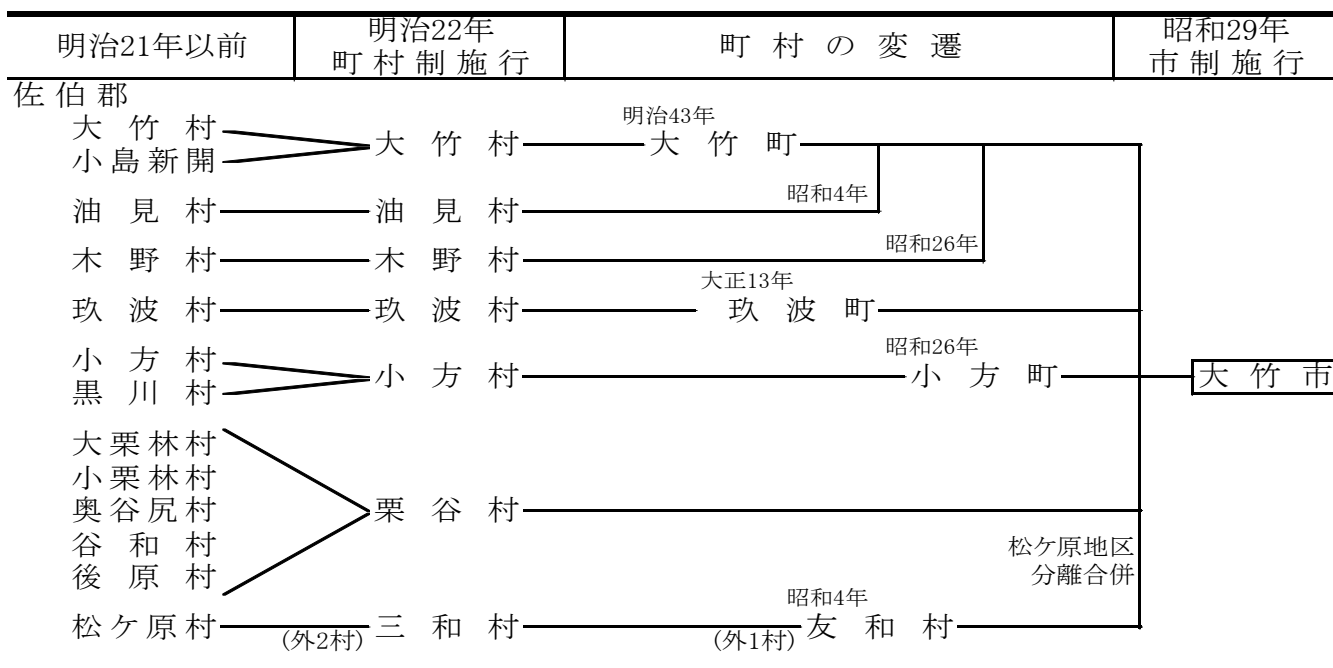 明治21年以前 明治22年 町村制施行 町村の変遷 昭和29年 市制施行
佐伯郡
明治43年
大竹村 大竹村 大竹町
小島新開
昭和4年
油見村 油見村
昭和26年
木野村 木野村
大正13年
玖波村 玖波村 玖波町
昭和26年
小方村 小方村 小方町 大竹市
黒川村
大栗林村
小栗林村
奥谷尻村 栗谷村
谷和村 松ケ原地区
後原村 分離合併
昭和4年
松ケ原村 (外2村) 三和村 (外1村) 友和村